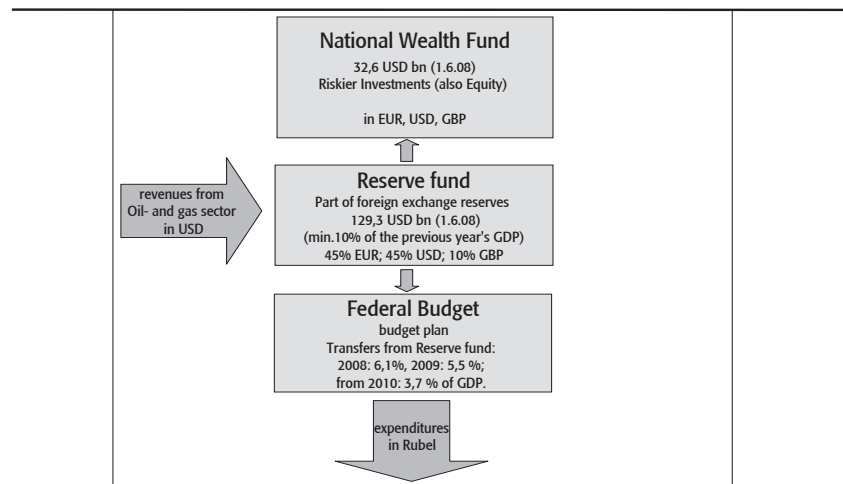 National Wealth Fund
32,6 USD bn (1.6.08)
Riskier Investments (also Equity)
in EUR, USD, GBP
revenues from
Oil- and gas sector
in USD
Reserve fund
Part of foreign exchange reserves
129,3 USD bn (1.6.08)
(min.10% of the previous year's GDP)
45% EUR; 45% USD; 10% GBP
Federal Budget
budget plan
Transfers from Reserve fund:
2008: 6,1%, 2009: 5,5 %;
from 2010: 3,7 % of GDP.
expenditures
in Rubel